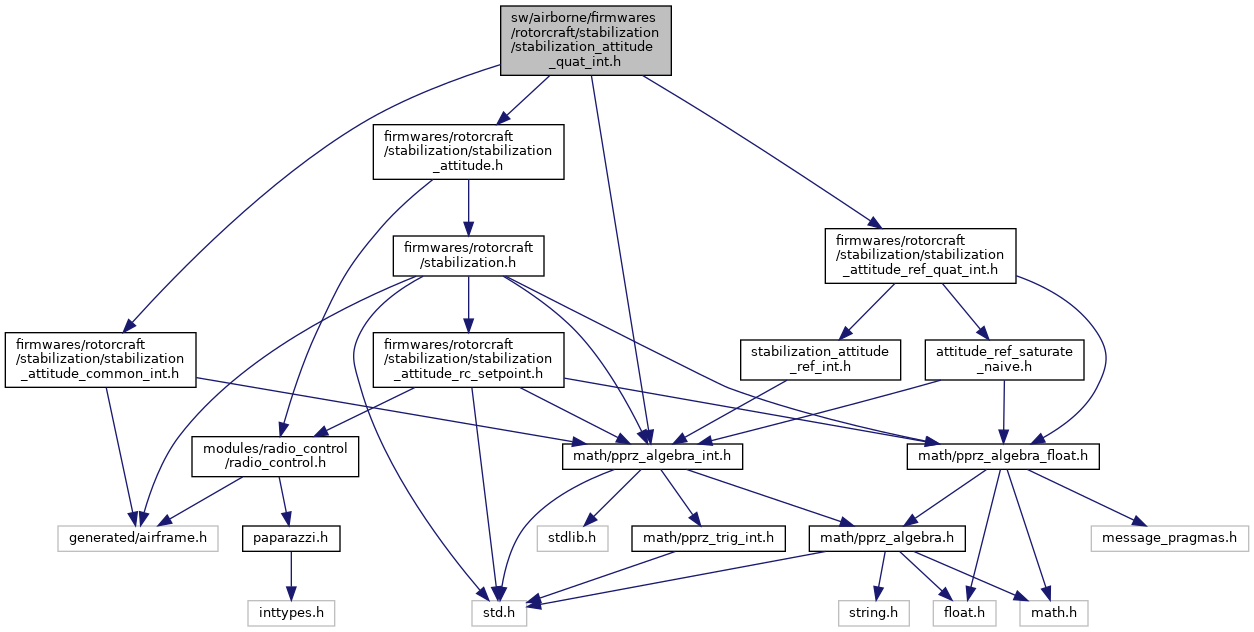 sw/airborne/firmwares
/rotorcraft/stabilization
/stabilization_attitude
_quat_int.h
firmwares/rotorcraft
/stabilization/stabilization
_attitude.h
firmwares/rotorcraft
/stabilization.h
firmwares/rotorcraft
/stabilization/stabilization
_attitude_ref_quat_int.h
firmwares/rotorcraft
/stabilization/stabilization
_attitude_common_int.h
firmwares/rotorcraft
/stabilization/stabilization
_attitude_rc_setpoint.h
stabilization_attitude
_ref_int.h
attitude_ref_saturate
_naive.h
modules/radio_control
/radio_control.h
math/pprz_algebra_int.h
math/pprz_algebra_float.h
generated/airframe.h
paparazzi.h
stdlib.h
math/pprz_trig_int.h
math/pprz_algebra.h
message_pragmas.h
inttypes.h
std.h
string.h
float.h
math.h